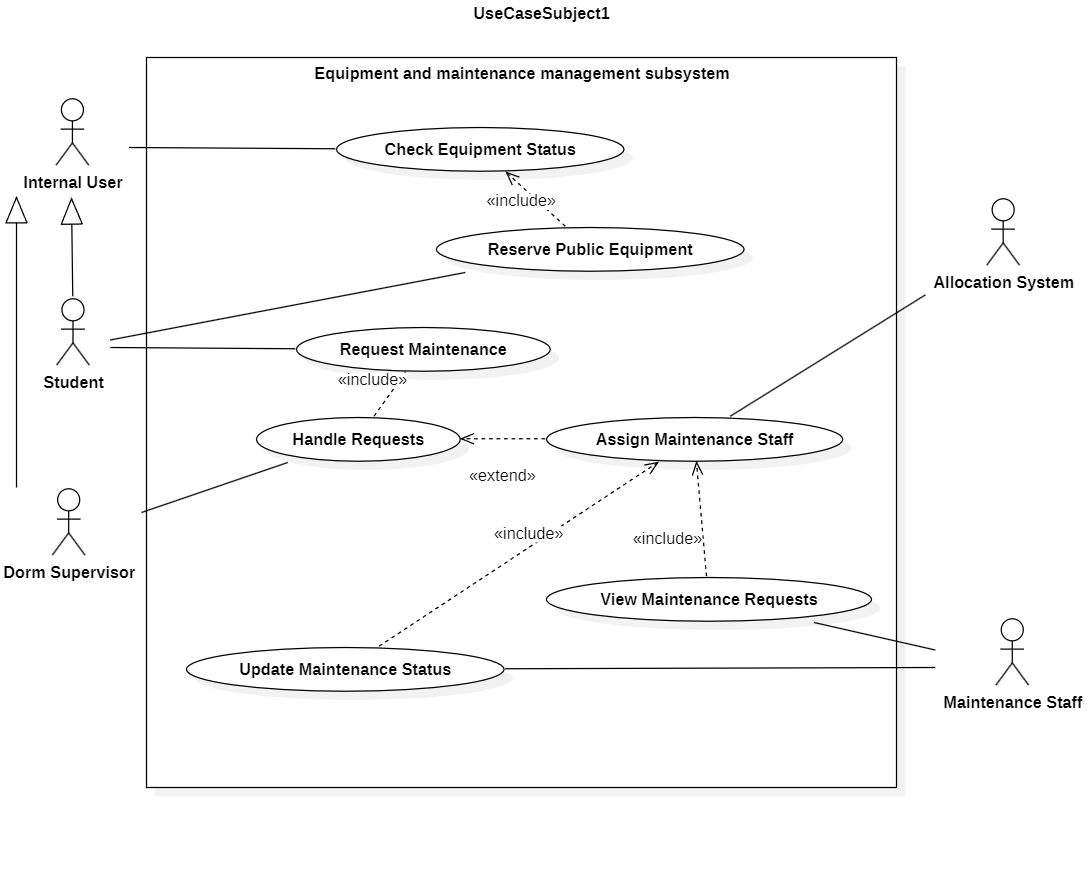 UseCaseSubject1
Equipment and maintenance management subsystem
Internal User
Check Equipment Status
«include»
Reserve Public Equipment
Allocation System
Student
Request Maintenance
«include»
Handle Requests
Assign Maintenance Staff
«extend»
Dorm Supervisor
«include»
«include»
View Maintenance Requests
Update Maintenance Status
Maintenance Staff